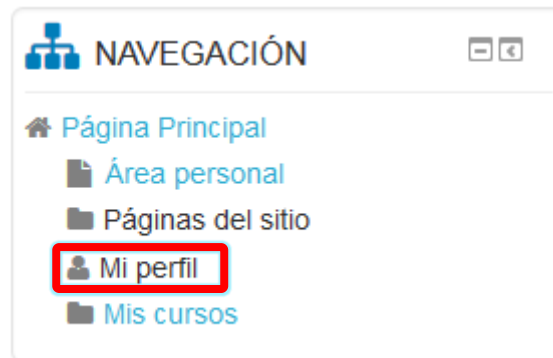 NAVEGACIÓN
Página Principal
Área personal
Páginas del sitio
Mi perfil
Mis cursos